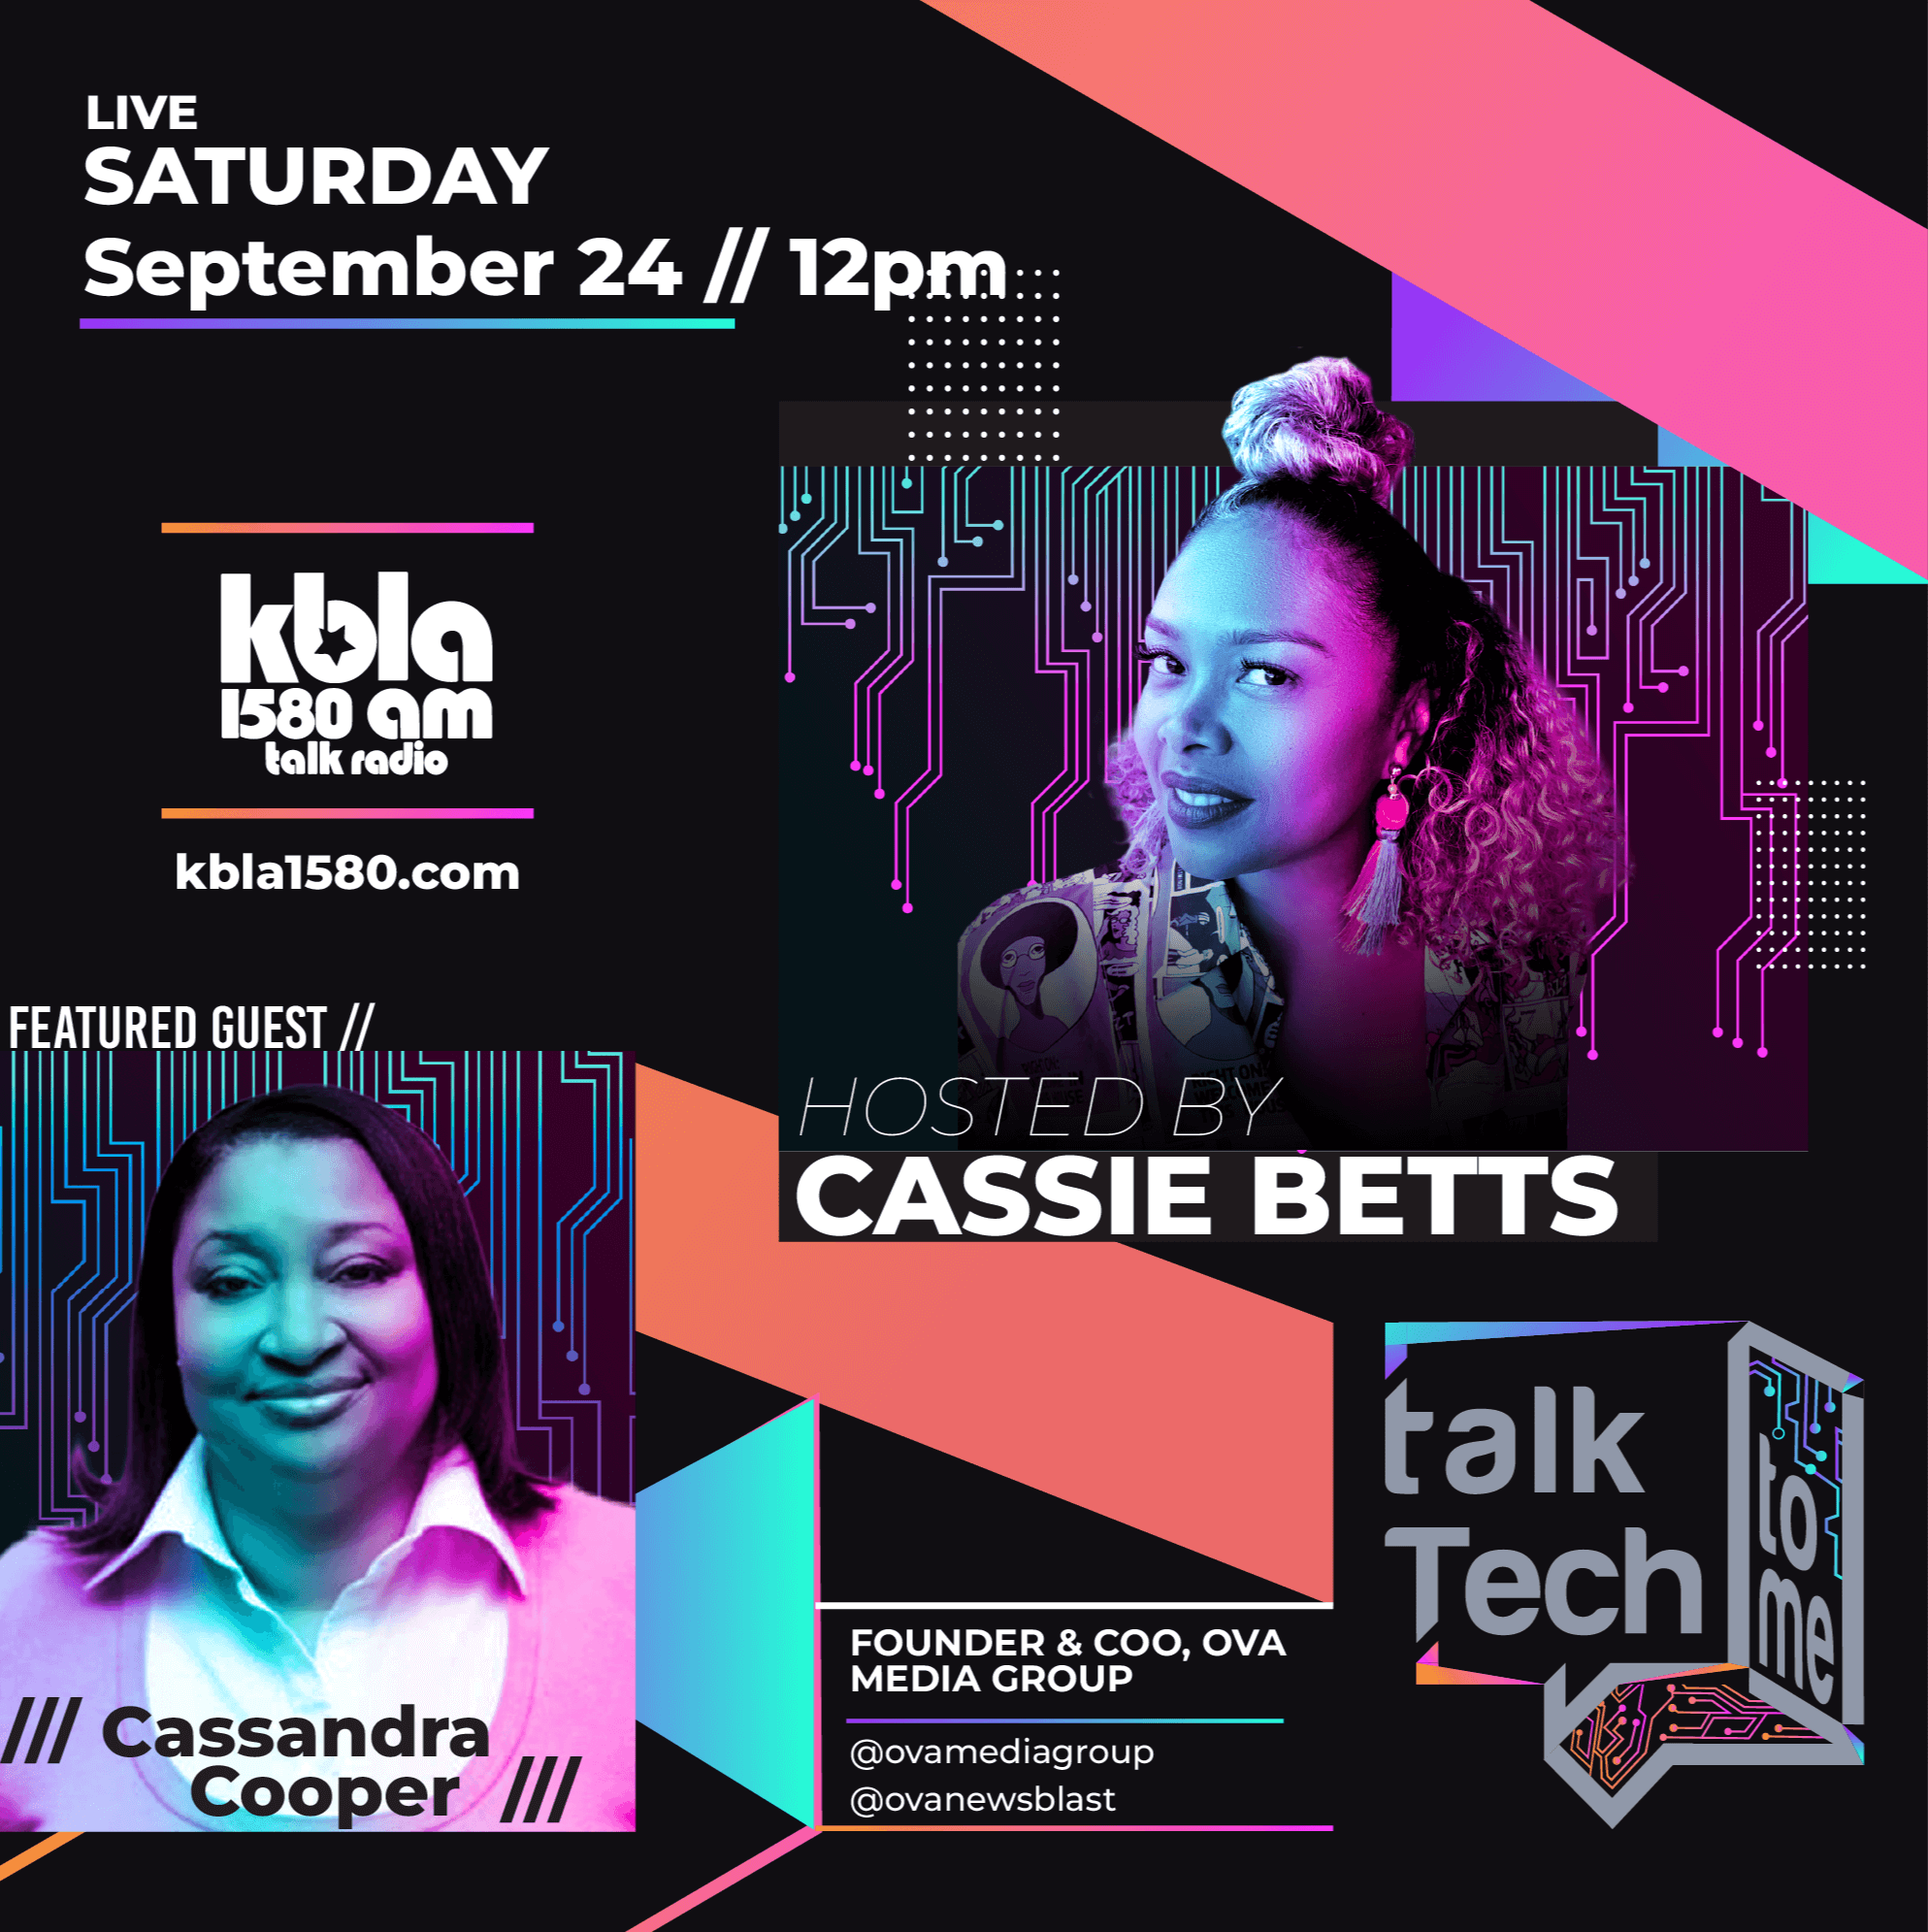 LIVE
SATURDAY
September 24 // 12pm
kbla
1580 am
talk radio
kbla1580.com
HOSTED BY
CASSIE BETTS
FEATURED GUEST //
/// Cassandra
Cooper ///
FOUNDER & COO, OVA
MEDIA GROUP
@ovamediagroup
@ovanewsblast
talk
Tech
to
me